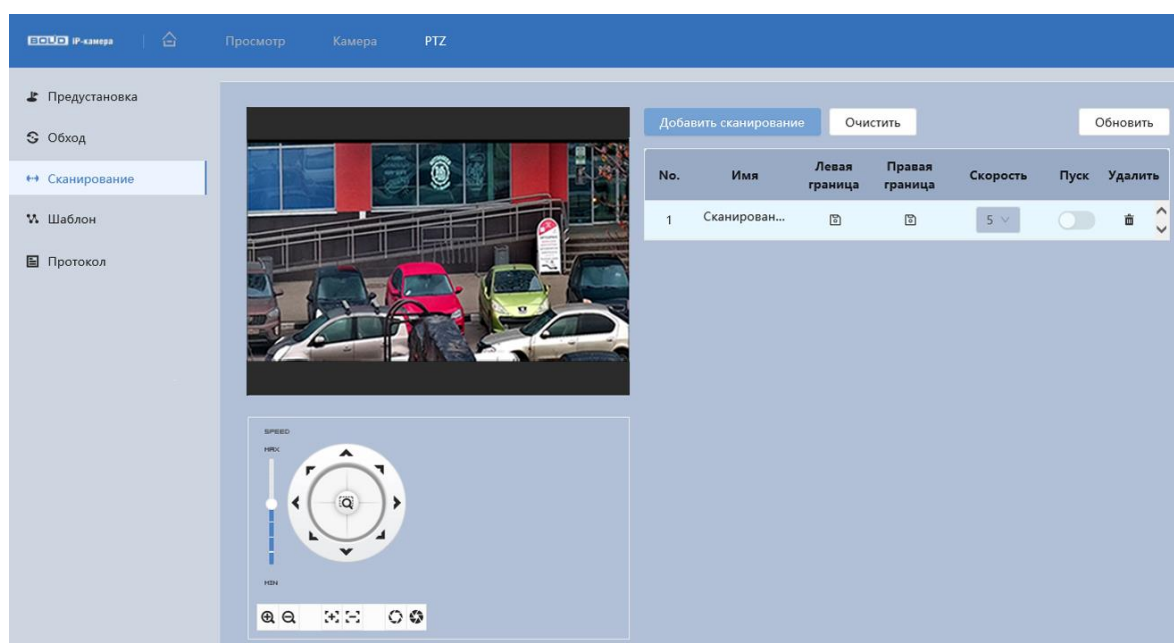 BOLID IP-камера
Просмотр
Камера
PTZ
Предустановка
Обход
Сканирование
Шаблон
Протокол
Добавить сканирование
Очистить
Обновить
No.
Имя
Левая граница
Правая граница
Скорость
Пуск
Удалить
1
Сканирован...
5
SPEED
MAX
MIN